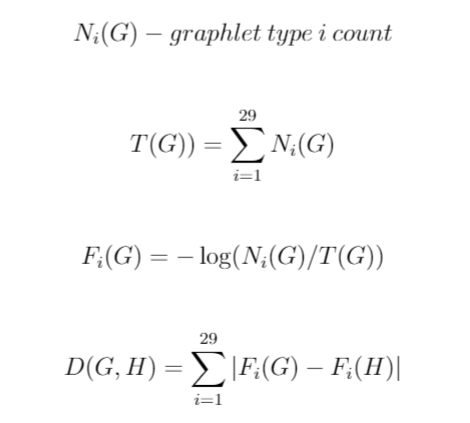 N_i(G) − graphlet type i count
T(G)) = \sum_{i=1}^{29} N_i(G)
F_i(G) = − log(N_i(G)/T(G))
D(G, H) = \sum_{i=1}^{29} |F_i(G) − F_i(H)|